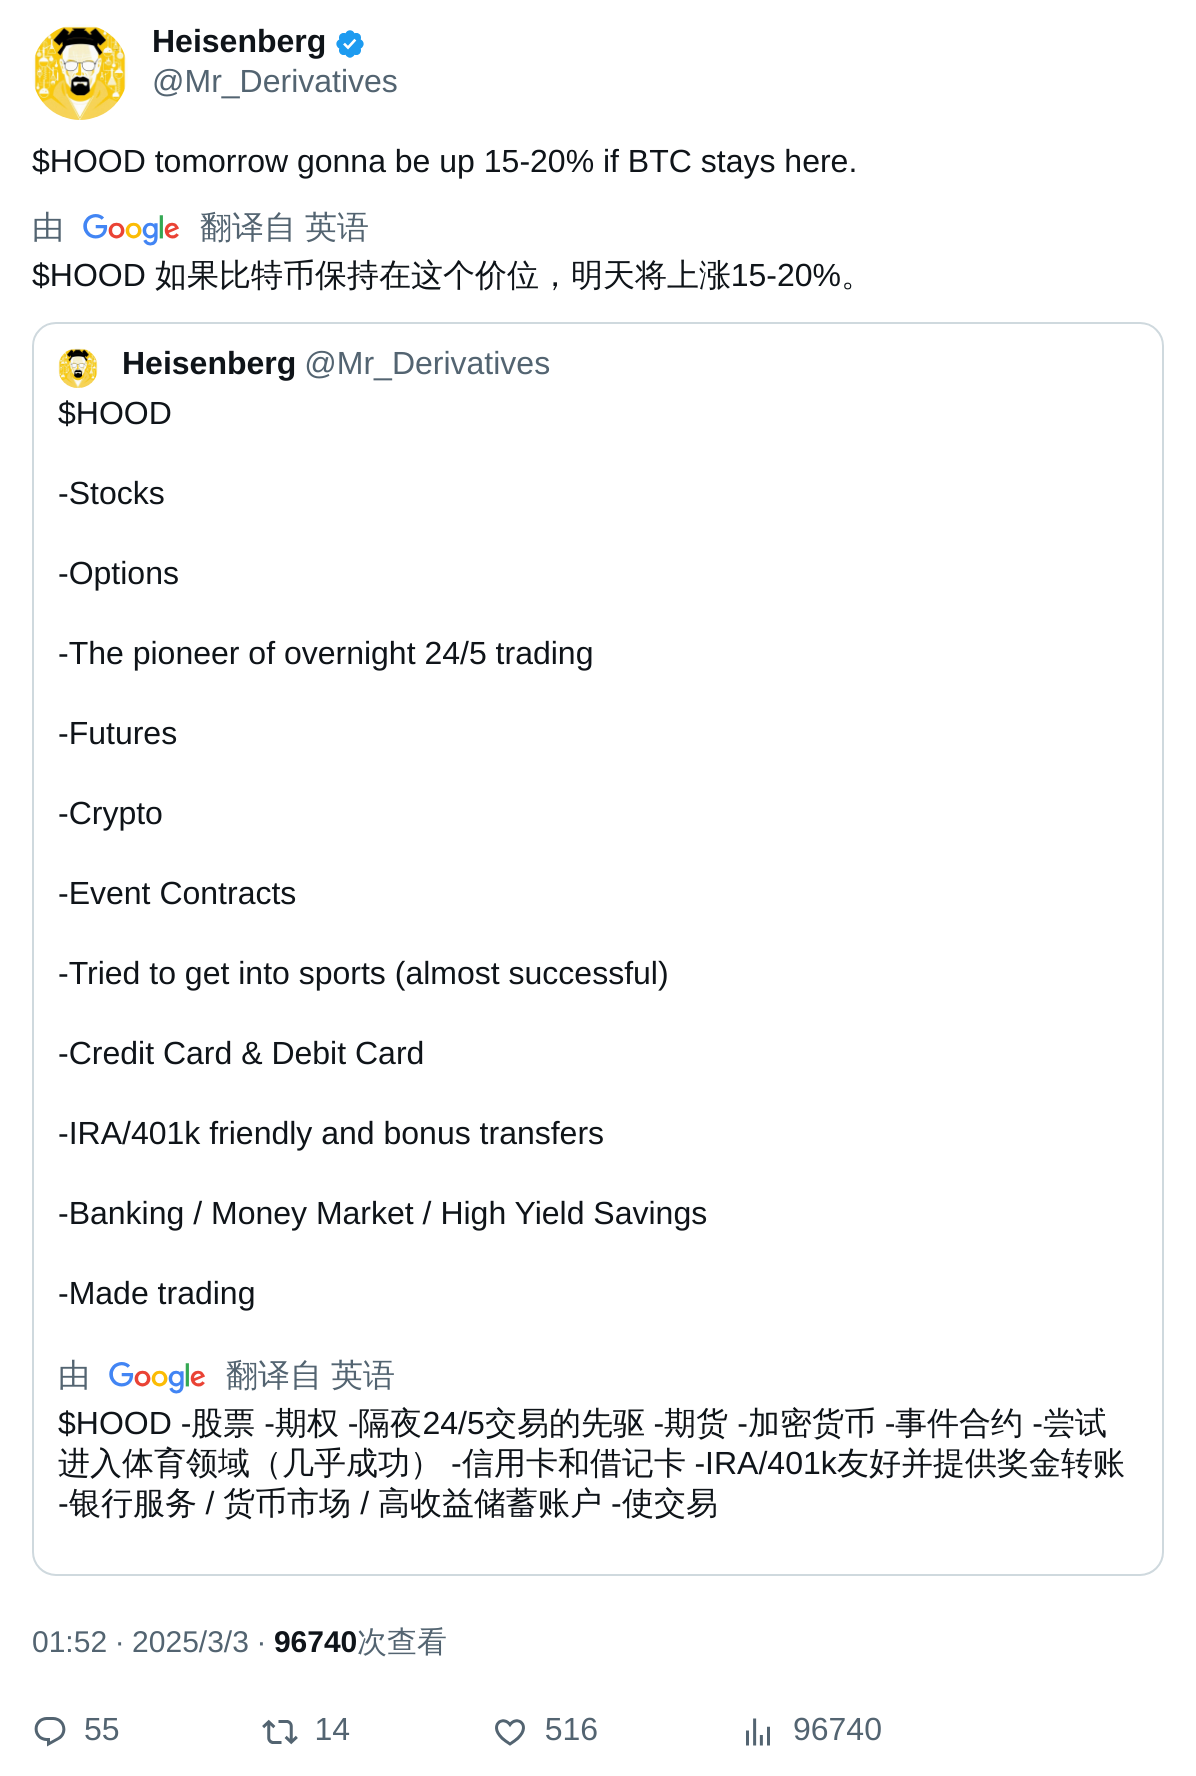 Heisenberg
@Mr_Derivatives
$HOOD tomorrow gonna be up 15-20% if BTC stays here.
由 Google 翻译自 英语
$HOOD 如果比特币保持在这个价位，明天将上涨15-20%。
Heisenberg @Mr_Derivatives
$HOOD
-Stocks
-Options
-The pioneer of overnight 24/5 trading
-Futures
-Crypto
-Event Contracts
-Tried to get into sports (almost successful)
-Credit Card & Debit Card
-IRA/401k friendly and bonus transfers
-Banking / Money Market / High Yield Savings
-Made trading
由 Google 翻译自 英语
$HOOD -股票 -期权 -隔夜24/5交易的先驱 -期货 -加密货币 -事件合约 -尝试
进入体育领域（几乎成功） -信用卡和借记卡 -IRA/401k友好并提供奖金转账
-银行服务 / 货币市场 / 高收益储蓄账户 -使交易
01:52 · 2025/3/3 · 96740次查看
55 14 516 96740